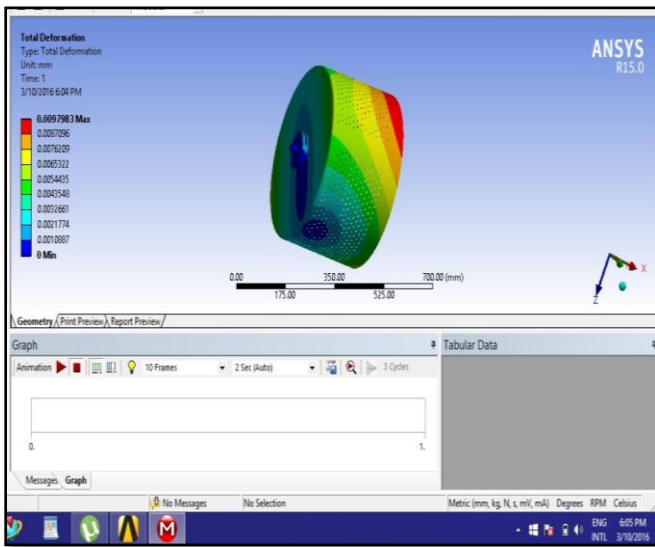 Total Deformation
Type: Total Deformation
Unit: mm
Time: 1
3/10/2016 6:04 PM
ANSYS
R15.0
0.0097983 Max
0.0087096
0.0076209
0.0065322
0.0054435
0.0043548
0.0032661
0.0021774
0.0010887
0 Min
0.00 350.00 700.00 (mm)
175.00 525.00
X
Z
Geometry Print Preview Report Preview
Graph
Tabular Data
Animation 10 Frames 2 Sec (Auto) 3 Cycles
0. 1.
Messages Graph
No Messages No Selection Metric (mm, kg, N, s, mV, mA) Degrees RPM Celsius
ENG 6:05 PM
INTL 3/10/2016